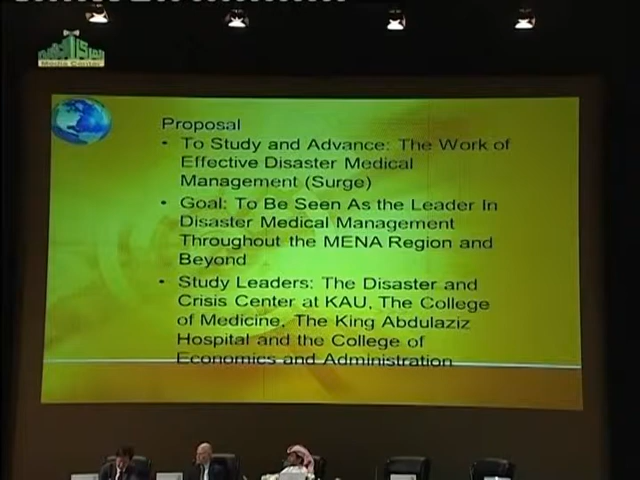 Media Center
Proposal
• To Study and Advance: The Work of
Effective Disaster Medical
Management (Surge)
• Goal: To Be Seen As the Leader In
Disaster Medical Management
Throughout the MENA Region and
Beyond
• Study Leaders: The Disaster and
Crisis Center at KAU, The College
of Medicine, The King Abdulaziz
Hospital and the College of
Economics and Administration